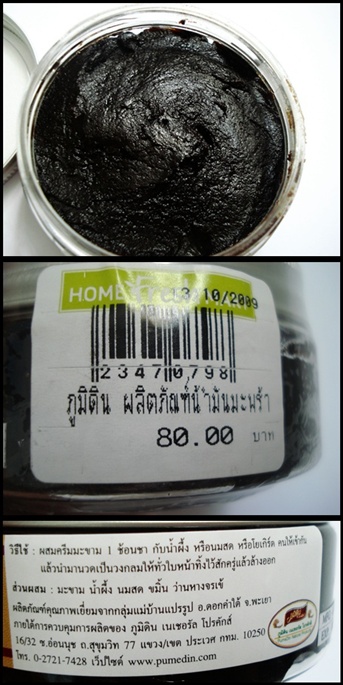 HOME
13/10/2009
23470798
ภูมิดิน ผลิตภัณฑ์น้ำมันมะพร้า
80.00 บาท
วิธีใช้ : ผสมครีมมะขาม 1 ช้อนชา กับน้ำผึ้ง หรือนมสด หรือโยเกิร์ต คนให้เข้ากัน
แล้วนำมานวดเป็นวงกลมให้ทั่วใบหน้าทิ้งไว้สักครู่แล้วล้างออก
ส่วนผสม : มะขาม น้ำผึ้ง นมสด ขมิ้น ว่านหางจรเข้
ผลิตภัณฑ์คุณภาพเยี่ยมจากกลุ่มแม่บ้านแปรรูป อ.ดอกคำใต้ จ.พะเยา
ภายใต้การควบคุมการผลิตของ ภูมิดิน เนเชอรัล โปรดักส์
16/32 ซ.อ่อนนุช ถ.สุขุมวิท 77 แขวง/เขต ประเวศ กทม. 10250
โทร. 0-2721-7428 เว็ปไซต์ www.pumedin.com